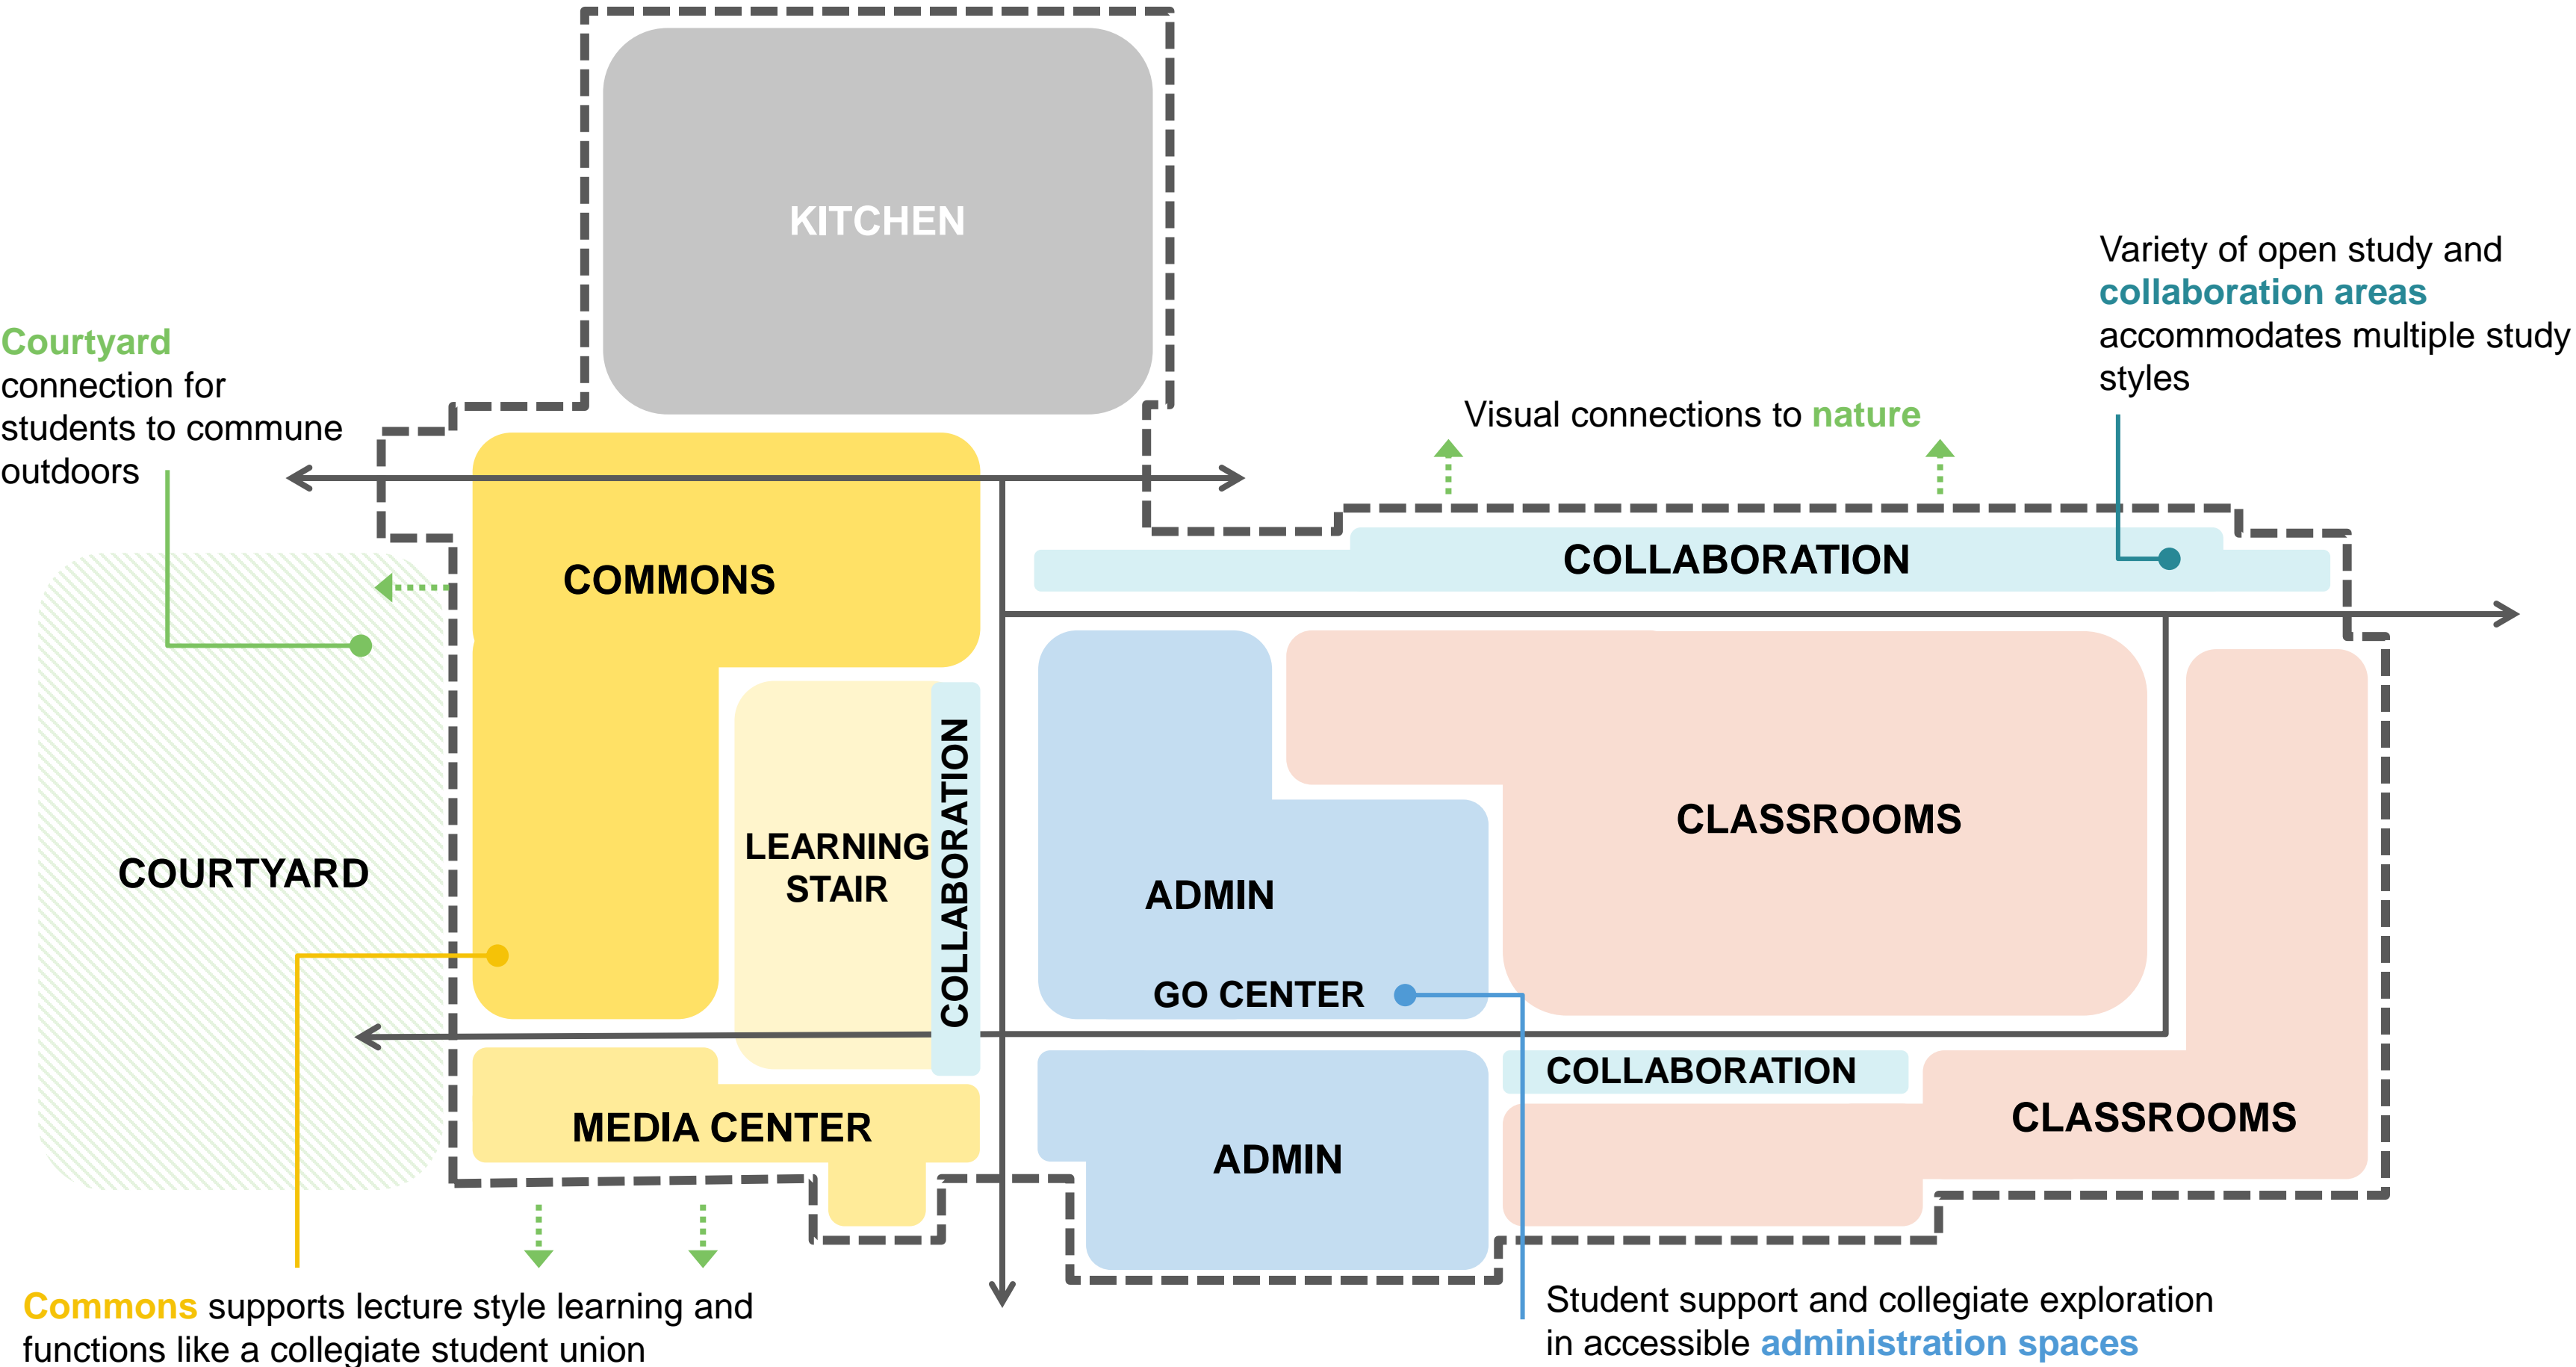 KITCHEN
Variety of open study and
collaboration areas
accommodates multiple study
styles
Courtyard
connection for
students to commune
outdoors
Visual connections to nature
COLLABORATION
COMMONS
COURTYARD
LEARNING
STAIR
COLLABORATION
ADMIN
GO CENTER
CLASSROOMS
COLLABORATION
MEDIA CENTER
ADMIN
CLASSROOMS
Commons supports lecture style learning and
functions like a collegiate student union
Student support and collegiate exploration
in accessible administration spaces